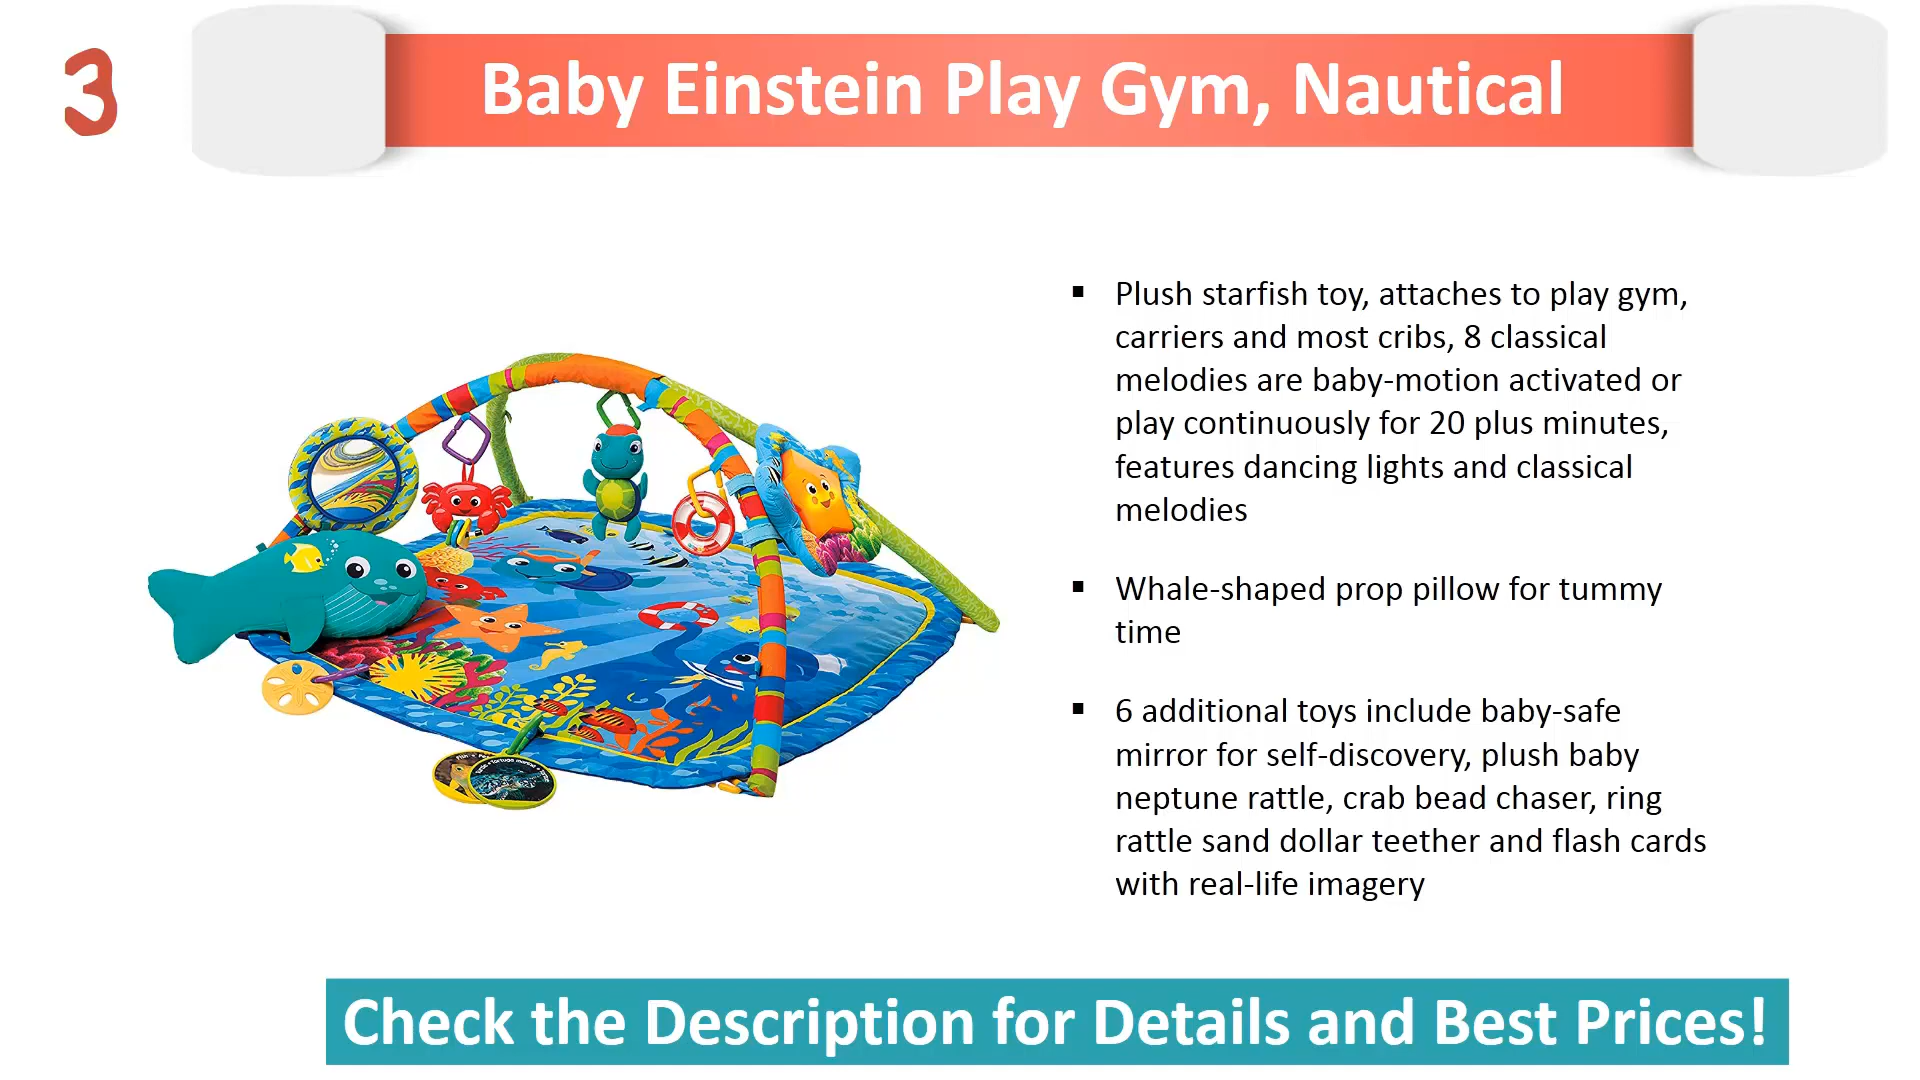 3
Baby Einstein Play Gym, Nautical
▪ Plush starfish toy, attaches to play gym,
carriers and most cribs, 8 classical
melodies are baby-motion activated or
play continuously for 20 plus minutes,
features dancing lights and classical
melodies
▪ Whale-shaped prop pillow for tummy
time
▪ 6 additional toys include baby-safe
mirror for self-discovery, plush baby
neptune rattle, crab bead chaser, ring
rattle sand dollar teether and flash cards
with real-life imagery
Check the Description for Details and Best Prices!